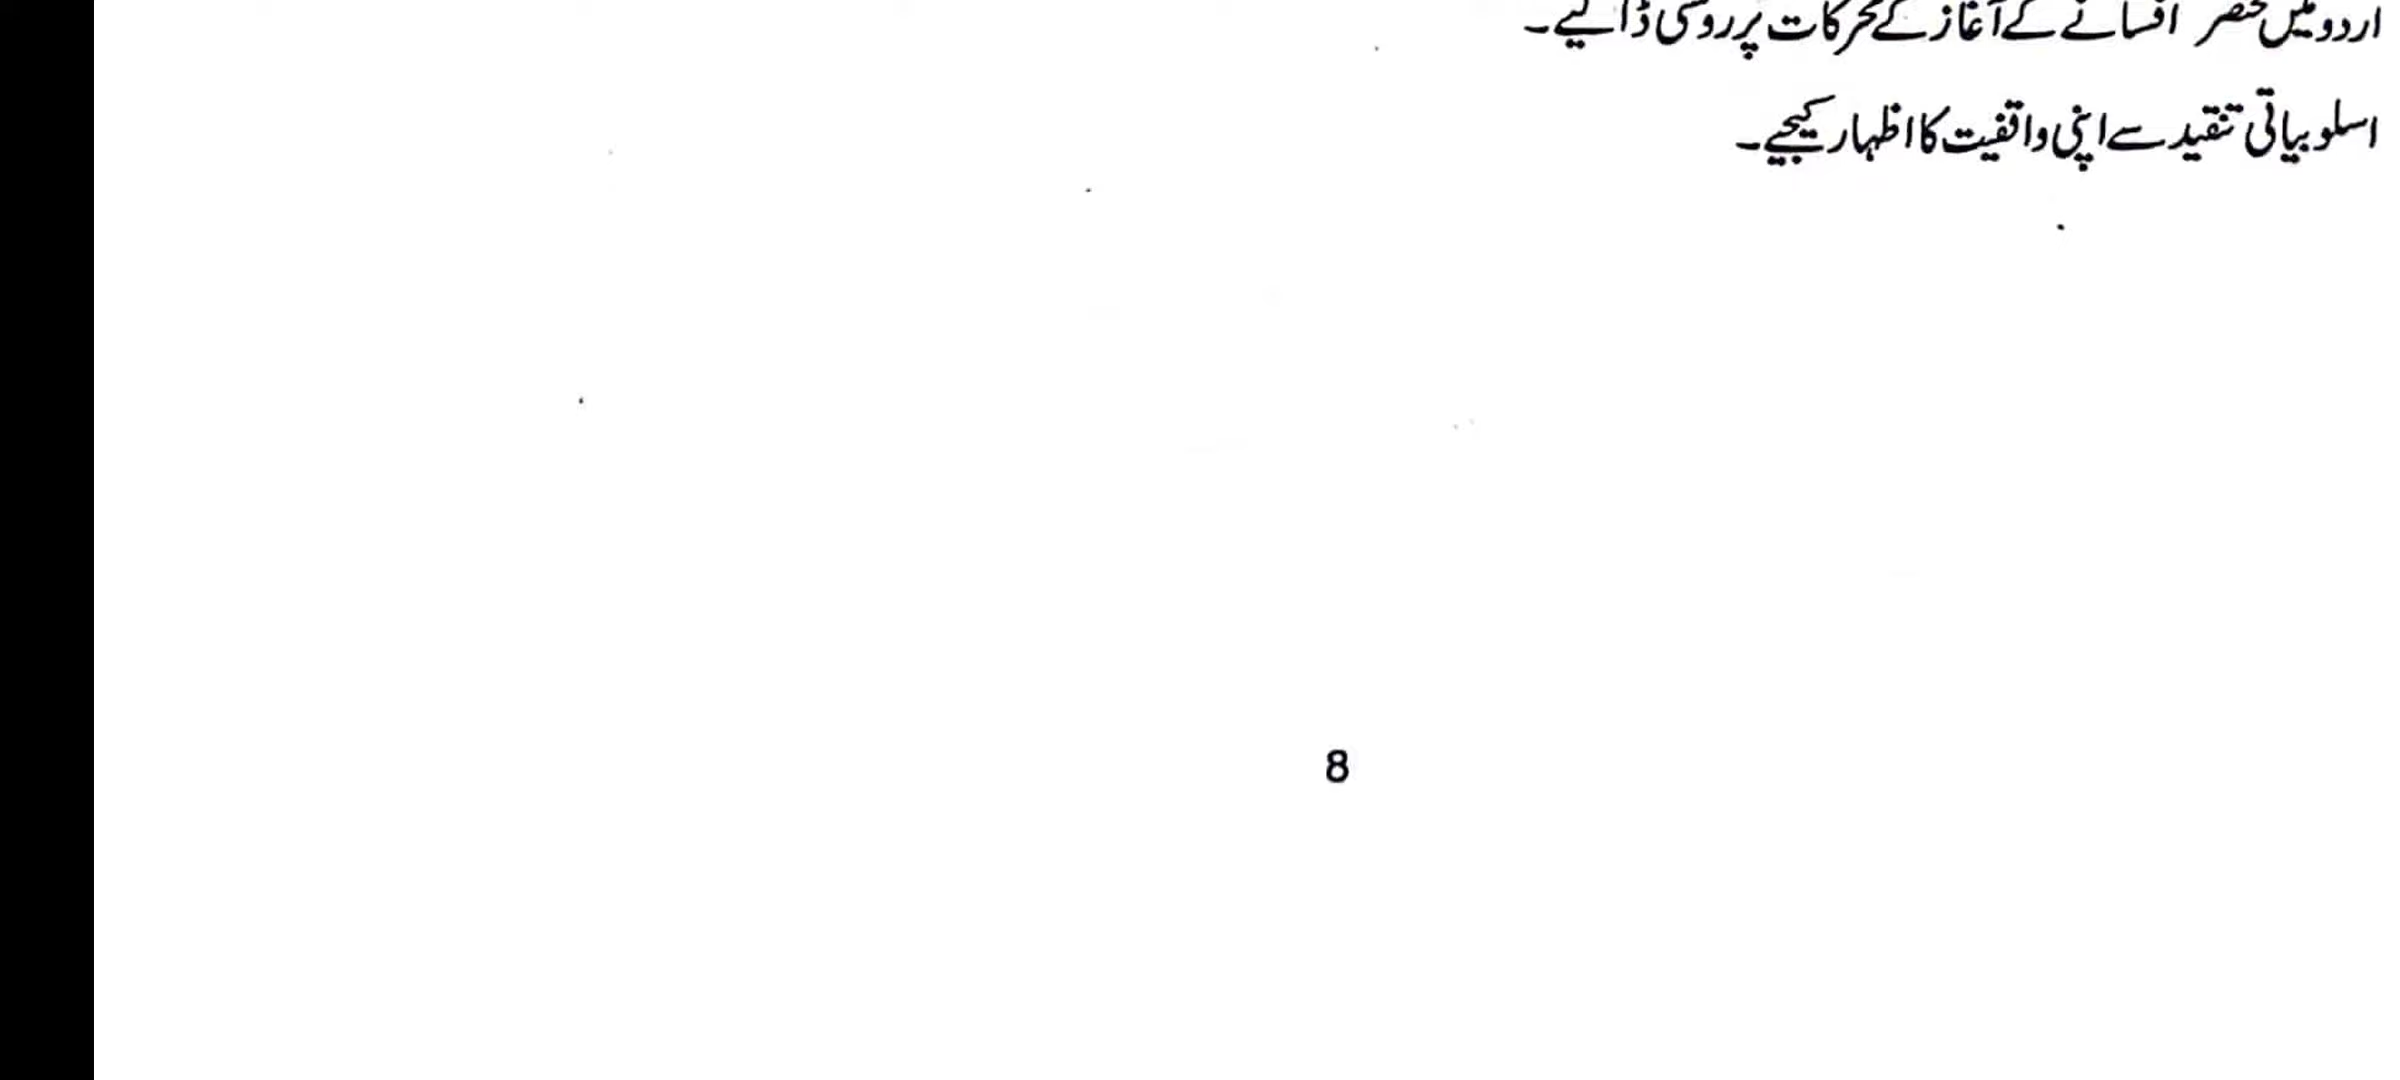 اردو میں مختصر افسانے کے آغاز کے محرکات پر روشنی ڈالیے۔
اسلوبیاتی تنقید سے اپنی واقفیت کا اظہار کیجیے۔
8